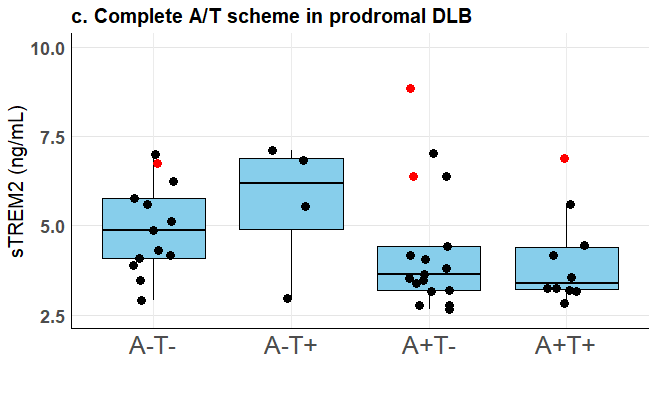 c. Complete A/T scheme in prodromal DLB
sTREM2 (ng/mL)
10.0
7.5
5.0
2.5
A-T-
A-T+
A+T-
A+T+